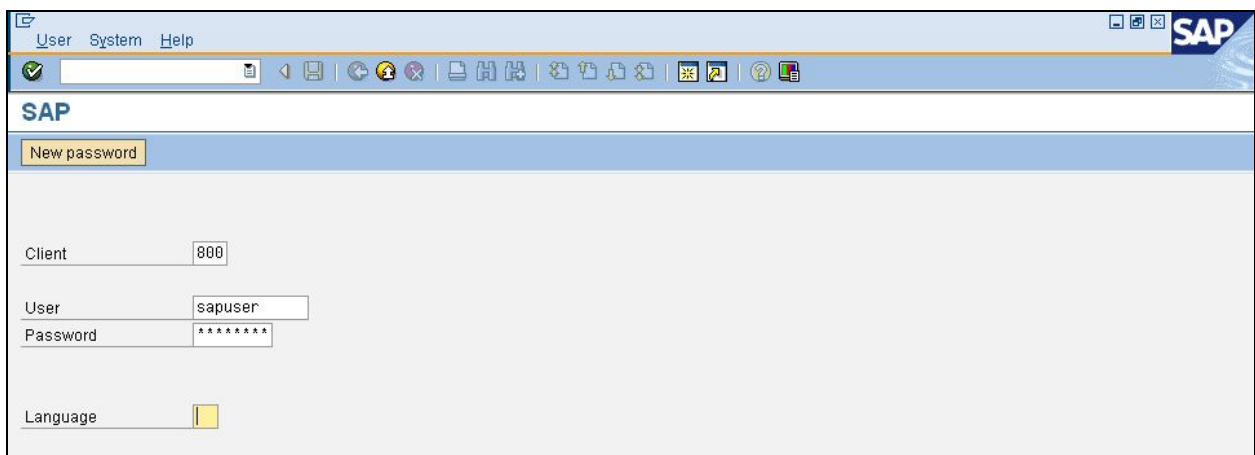 User System Help
SAP
SAP
New password
Client 800
User sapuser
Password ********
Language